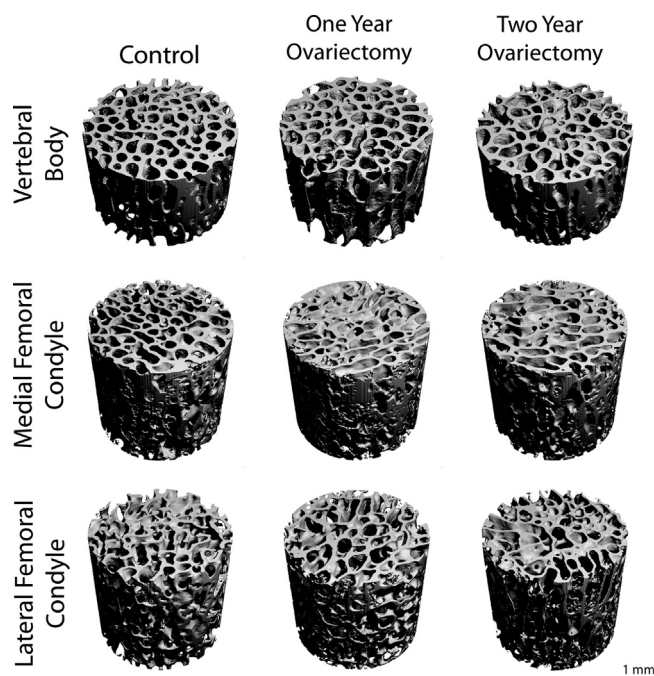 Control
One Year
Ovariectomy
Two Year
Ovariectomy
Vertebral
Body
Medial Femoral
Condyle
Lateral Femoral
Condyle
1 mm